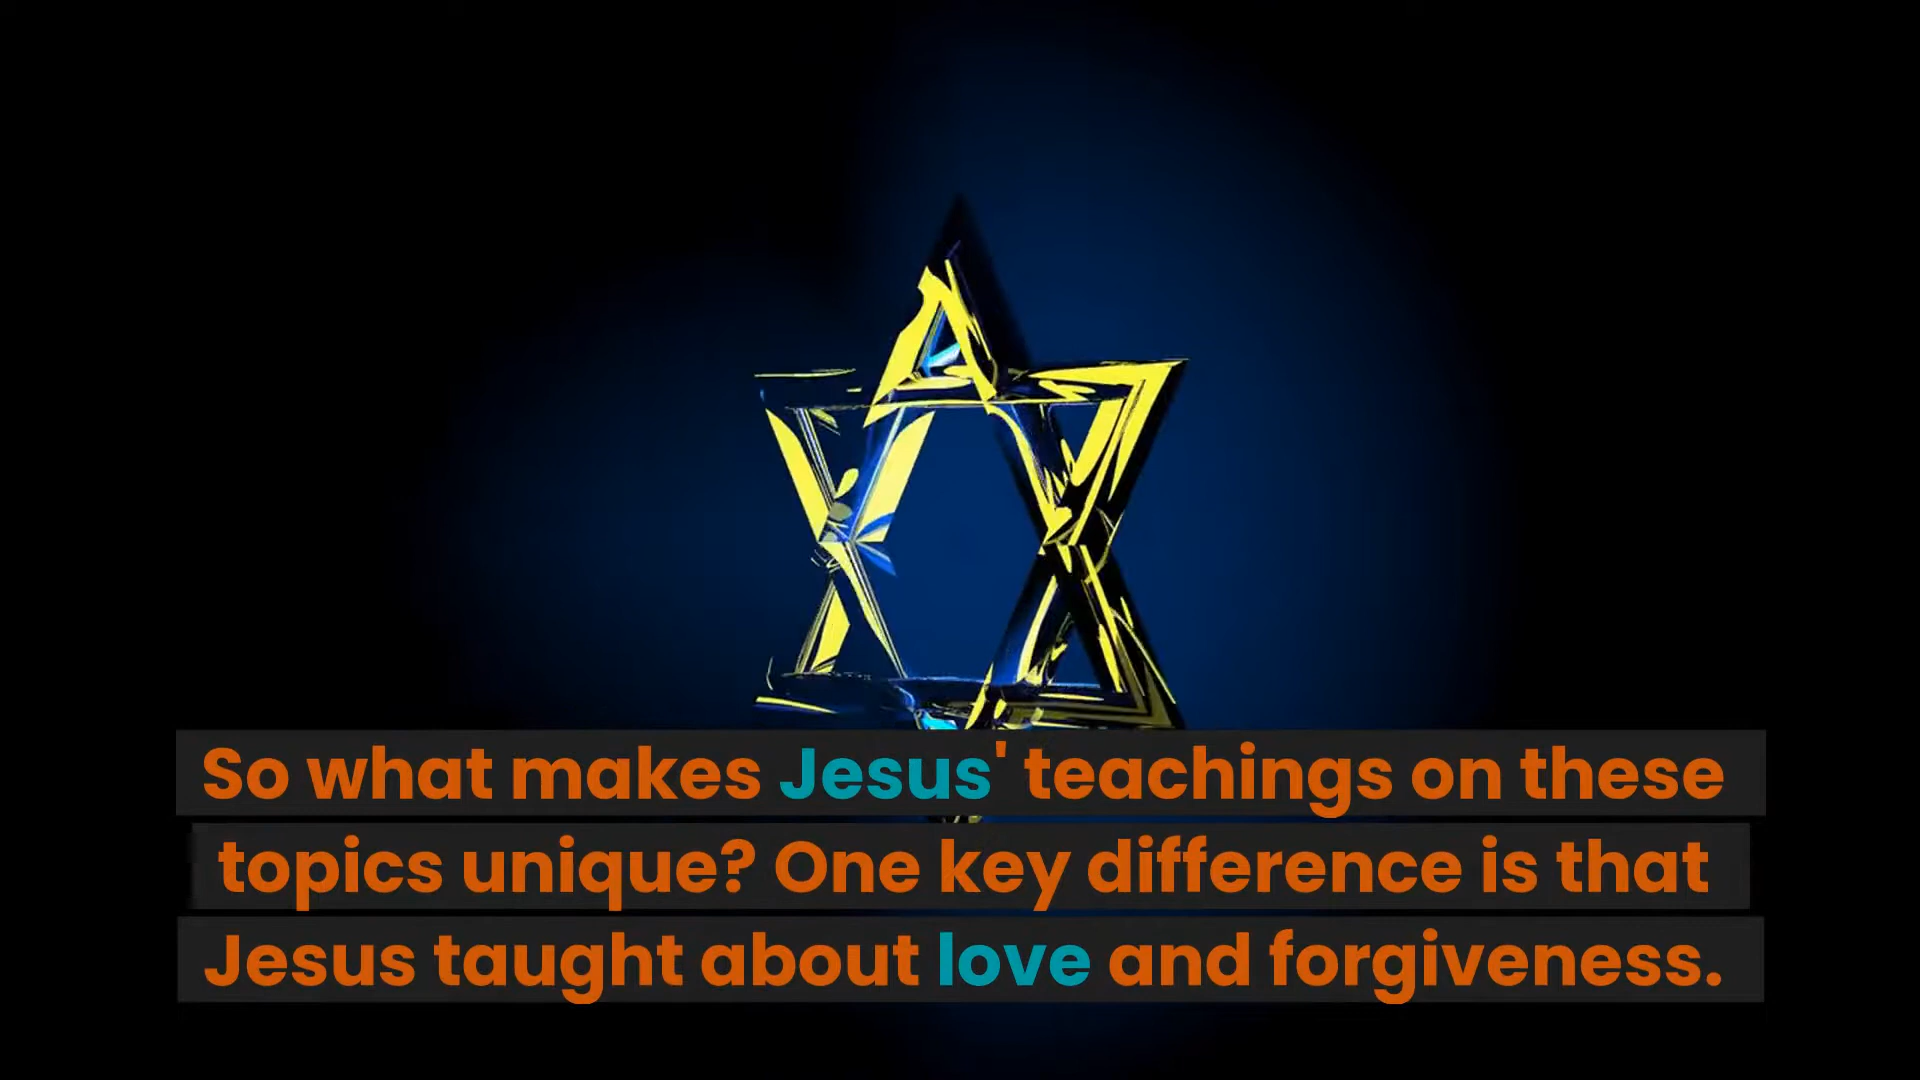 So what makes Jesus' teachings on these
topics unique? One key difference is that
Jesus taught about love and forgiveness.